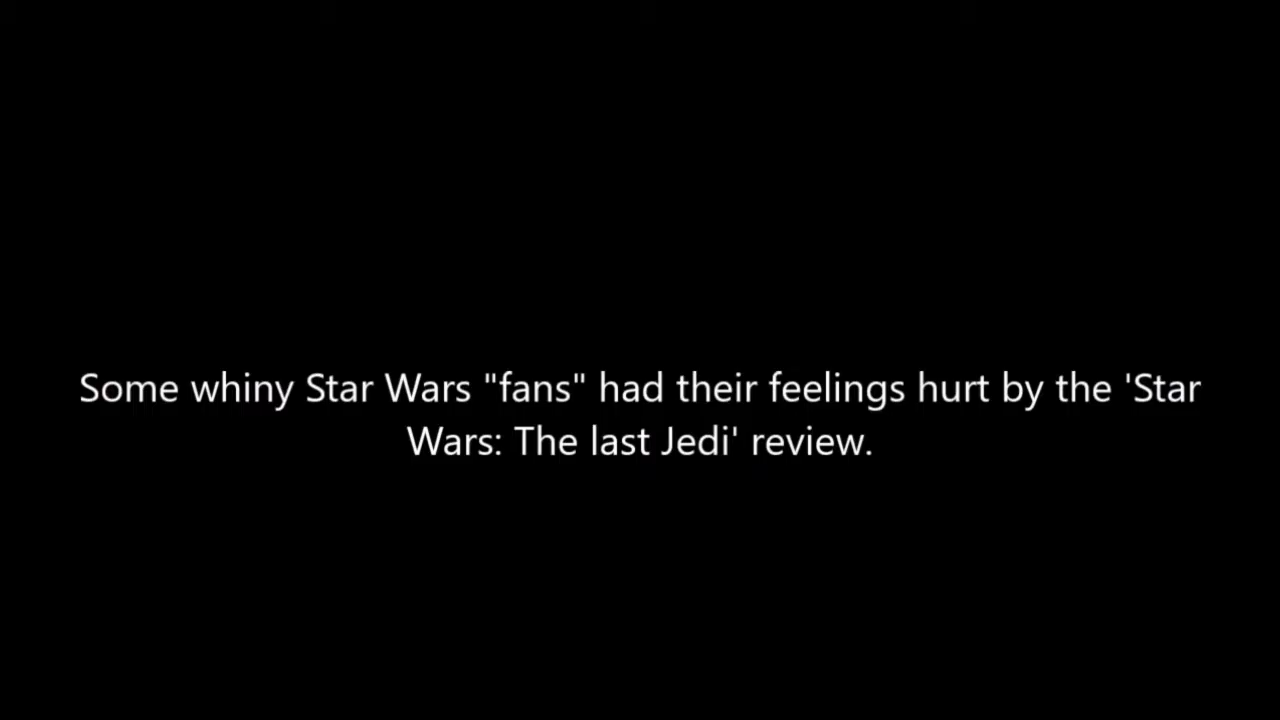 Some whiny Star Wars "fans" had their feelings hurt by the 'Star
Wars: The last Jedi' review.